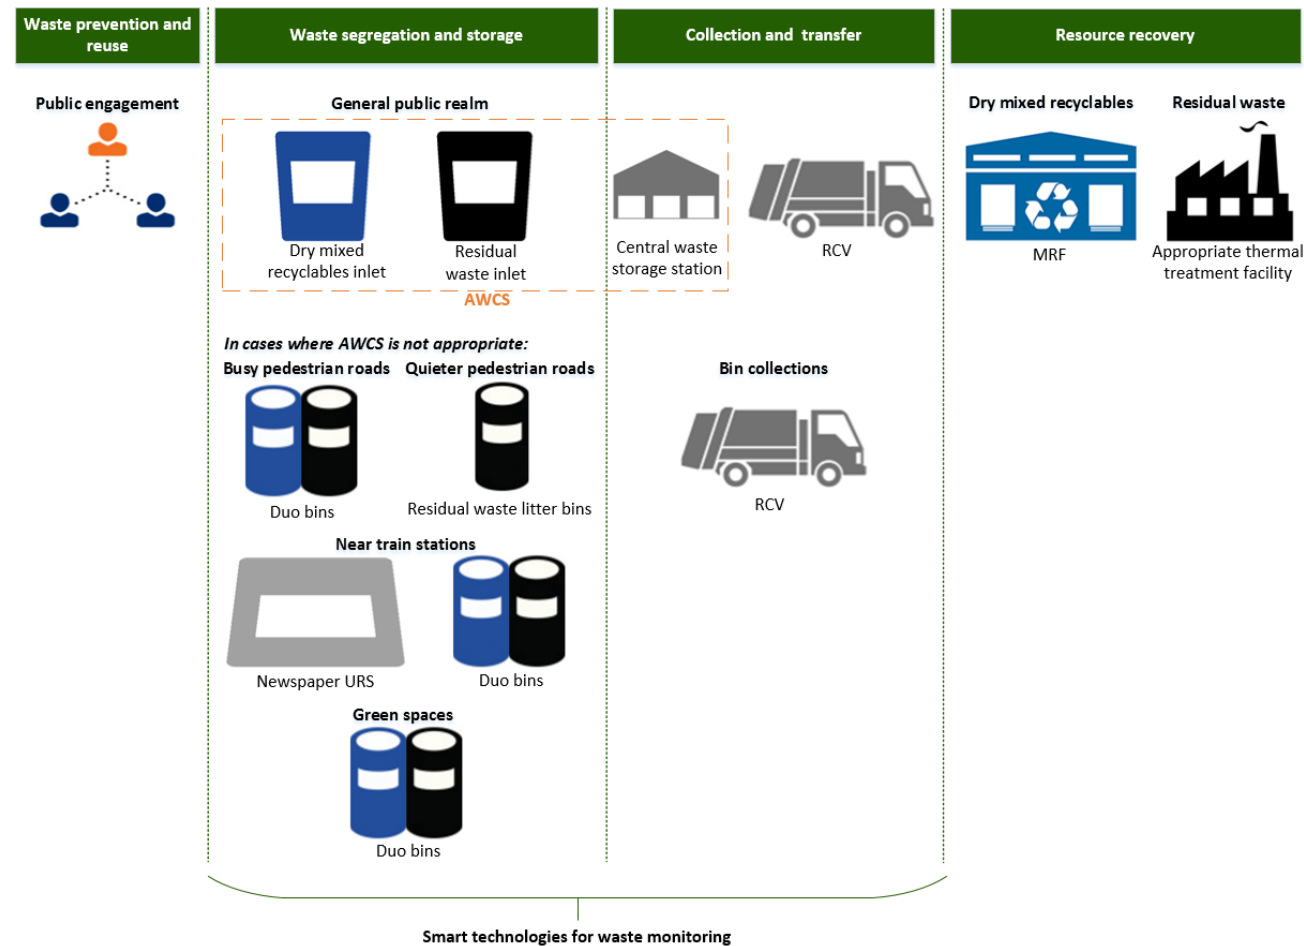 Waste prevention and
reuse
Waste segregation and storage
Collection and transfer
Resource recovery
Public engagement
General public realm
Dry mixed recyclables
Residual waste
Dry mixed
recyclables inlet
Residual
waste inlet
Central waste
storage station
RCV
MRF
Appropriate thermal
treatment facility
AWCS
In cases where AWCS is not appropriate:
Busy pedestrian roads
Quieter pedestrian roads
Bin collections
Duo bins
Residual waste litter bins
RCV
Near train stations
Newspaper URS
Duo bins
Green spaces
Duo bins
Smart technologies for waste monitoring